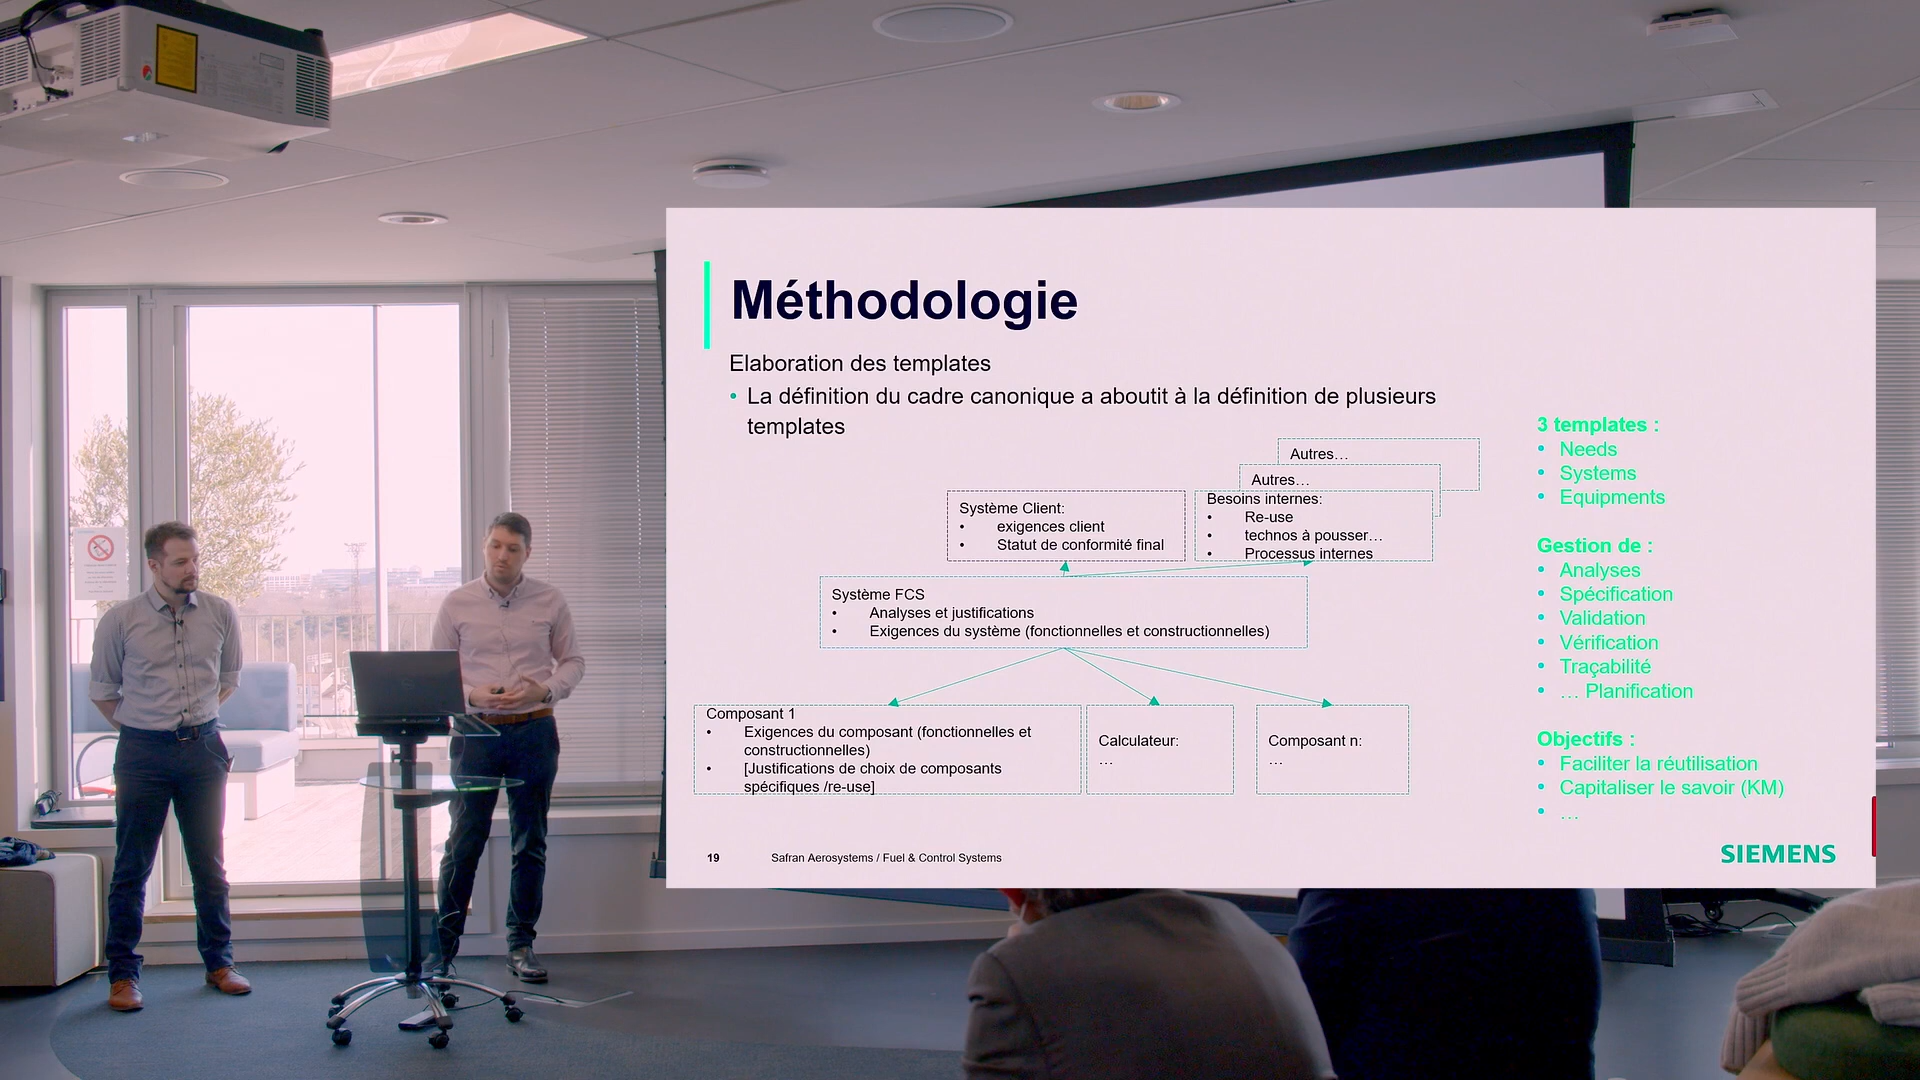 Méthodologie
Elaboration des templates
• La définition du cadre canonique a aboutit à la définition de plusieurs
templates
Autres…
Autres…
Système Client:
• exigences client
• Statut de conformité final
Besoins internes:
• Re-use
• technos à pousser…
• Processus internes
Système FCS
• Analyses et justifications
• Exigences du système (fonctionnelles et constructionnelles)
Composant 1
• Exigences du composant (fonctionnelles et
constructionnelles)
• [Justifications de choix de composants
spécifiques /re-use]
Calculateur:
…
Composant n:
…
3 templates :
• Needs
• Systems
• Equipments
Gestion de :
• Analyses
• Spécification
• Validation
• Vérification
• Traçabilité
• … Planification
Objectifs :
• Faciliter la réutilisation
• Capitaliser le savoir (KM)
• …
19
Safran Aerosystems / Fuel & Control Systems
SIEMENS